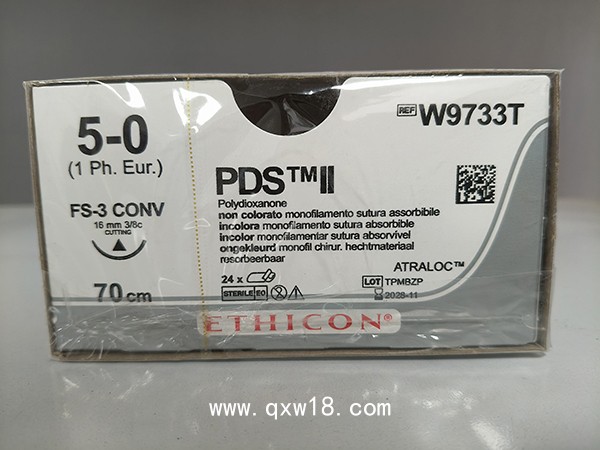 5-0
(1 Ph. Eur.)
FS-3 CONV
16 mm 3/8c
CUTTING
70 cm
REF W9733T
PDS™II
Polydioxanone
non colorato monofilamento sutura assorbibile
incolora monofilamento sutura absorbible
incolor monofilamentar sutura absorvível
ongekleurd monofil chirur. hechtmateriaal
resorbeerbaar
ATRALOC™
24 x
LOT TPMBZP
STERILE EO
2028-11
ETHICON®
www.qxw18.com